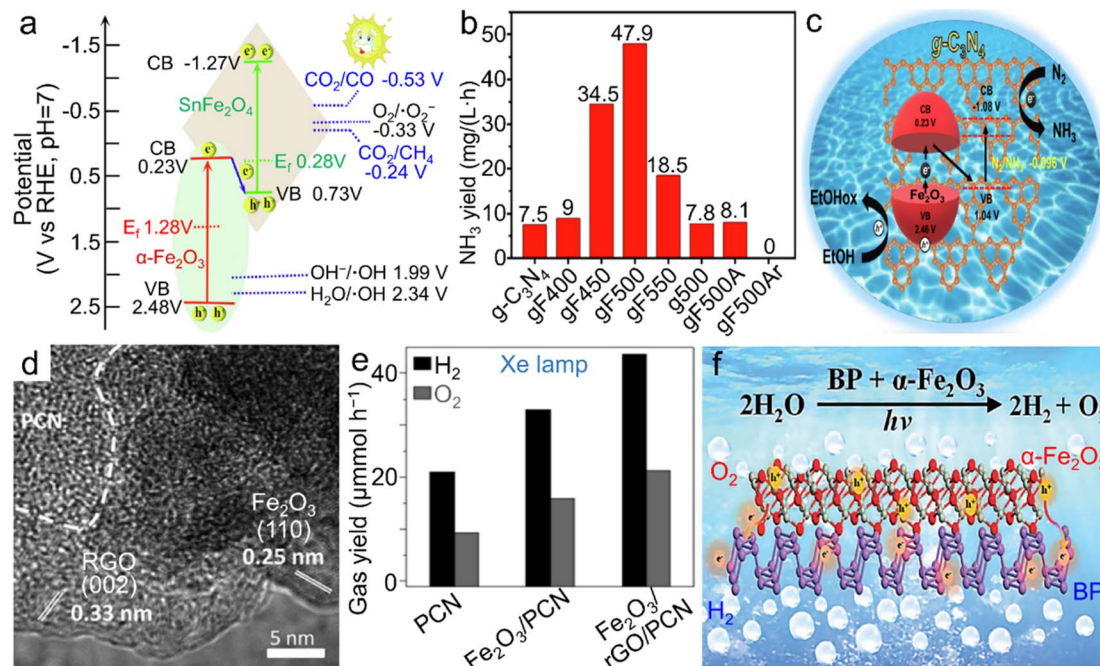 a
Potential
(V vs RHE, pH=7)
-1.5
-0.5
0.5
1.5
2.5
CB -1.27V
e⁻ e⁻
SnFe₂O₄
CO₂/CO -0.53 V
O₂/·O₂⁻
-0.33 V
CO₂/CH₄
-0.24 V
CB
0.23V
e⁻
e⁻
E_f 0.28V
VB 0.73V
h⁺ h⁺
E_f 1.28V
α-Fe₂O₃
OH⁻/·OH 1.99 V
H₂O/·OH 2.34 V
VB
2.48V
h⁺ h⁺
b
NH₃ yield (mg/(L·h)
50
40
30
20
10
0
7.5
9
34.5
47.9
18.5
7.8
8.1
0
g-C₃N₄
gF400
gF450
gF500
gF550
g500
gF500A
gF500Ar
c
g-C₃N₄
N₂
e⁻
NH₃
CB
-1.08V
CB
0.23 V
N₂/NH₃ -0.096 V
e⁻
Fe₂O₃
VB
1.04 V
VB
2.48 V
h⁺
EtOHox
h⁺
EtOH
d
PCN
Fe₂O₃
(110)
0.25 nm
RGO
(002)
0.33 nm
5 nm
e
Xe lamp
H₂
O₂
Gas yield (μmmol h⁻¹)
40
20
0
PCN
Fe₂O₃/PCN
Fe₂O₃/
rGO/PCN
f
BP + α-Fe₂O₃
2H₂O
2H₂ + O₂
hν
O₂
α-Fe₂O₃
h⁺ h⁺ h⁺ h⁺ h⁺
e⁻ e⁻ e⁻ e⁻ e⁻ e⁻
H₂
BP